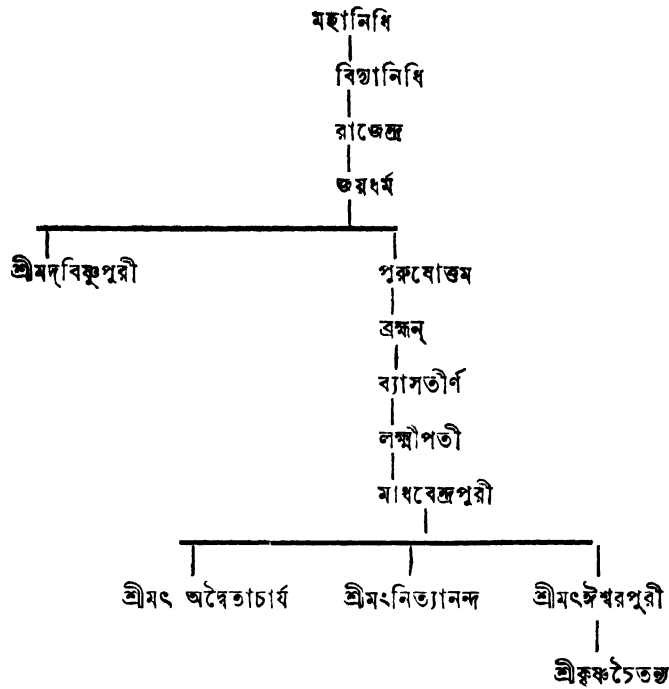 মহানিধি
বিদ্যানিধি
রাজেন্দ্র
জয়ধর্ম
শ্রীমদ্‌বিষ্ণুপুরী পুরুষোত্তম
ব্রহ্মন্
ব্যাসতীর্ণ
লক্ষ্মীপতী
মাধবেন্দ্রপুরী
শ্রীমৎ অদ্বৈতাচার্য শ্রীমংনিত্যানন্দ শ্রীমৎঈশ্বরপুরী
শ্রীকৃষ্ণচৈতন্য